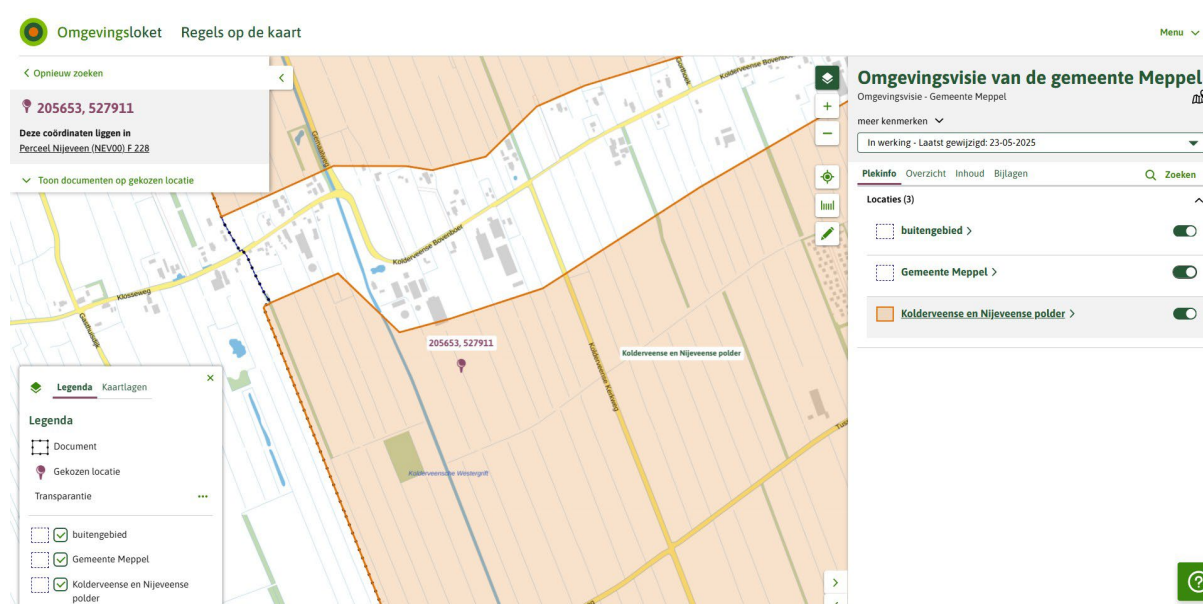 Omgevingsloket Regels op de kaart
Menu
Opnieuw zoeken
205653, 527911
Deze coördinaten liggen in
Perceel Nijeveen (NEV00) F 228
Toon documenten op gekozen locatie
Gemaalweg
Kolderveense Bovenboer
Kolderveense Bovenboer
Klosseweg
Gasthuisdijk
205653, 527911
Kolderveense en Nijeveense polder
Kolderveense Kerkweg
Kolderveensche Westergrift
Legenda Kaartlagen
Legenda
Document
Gekozen locatie
Transparantie
buitengebied
Gemeente Meppel
Kolderveense en Nijeveense
polder
Omgevingsvisie van de gemeente Meppel
Omgevingsvisie - Gemeente Meppel
meer kenmerken
In werking - Laatst gewijzigd: 23-05-2025
Plekinfo Overzicht Inhoud Bijlagen Zoeken
Locaties (3)
buitengebied >
Gemeente Meppel >
Kolderveense en Nijeveense polder >